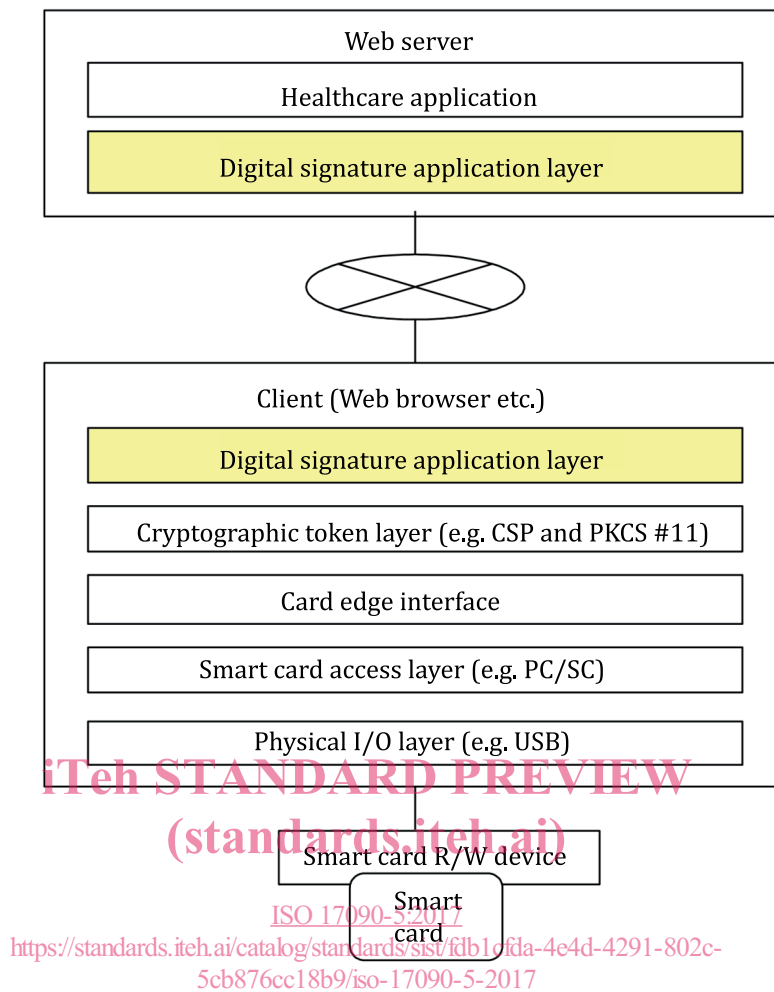 Web server
Healthcare application
Digital signature application layer
Client (Web browser etc.)
Digital signature application layer
Cryptographic token layer (e.g. CSP and PKCS #11)
Card edge interface
Smart card access layer (e.g. PC/SC)
Physical I/O layer (e.g. USB)
iTeh STANDARD PREVIEW
(standards.iteh.ai)
Smart card R/W device
Smart
card
ISO 17090-5:2017
https://standards.iteh.ai/catalog/standards/sist/fdb1cfda-4e4d-4291-802c-
5cb876cc18b9/iso-17090-5-2017